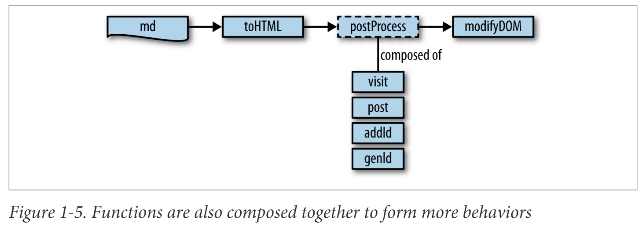 md
toHTML
postProcess
modifyDOM
composed of
visit
post
addId
genId
Figure 1-5. Functions are also composed together to form more behaviors